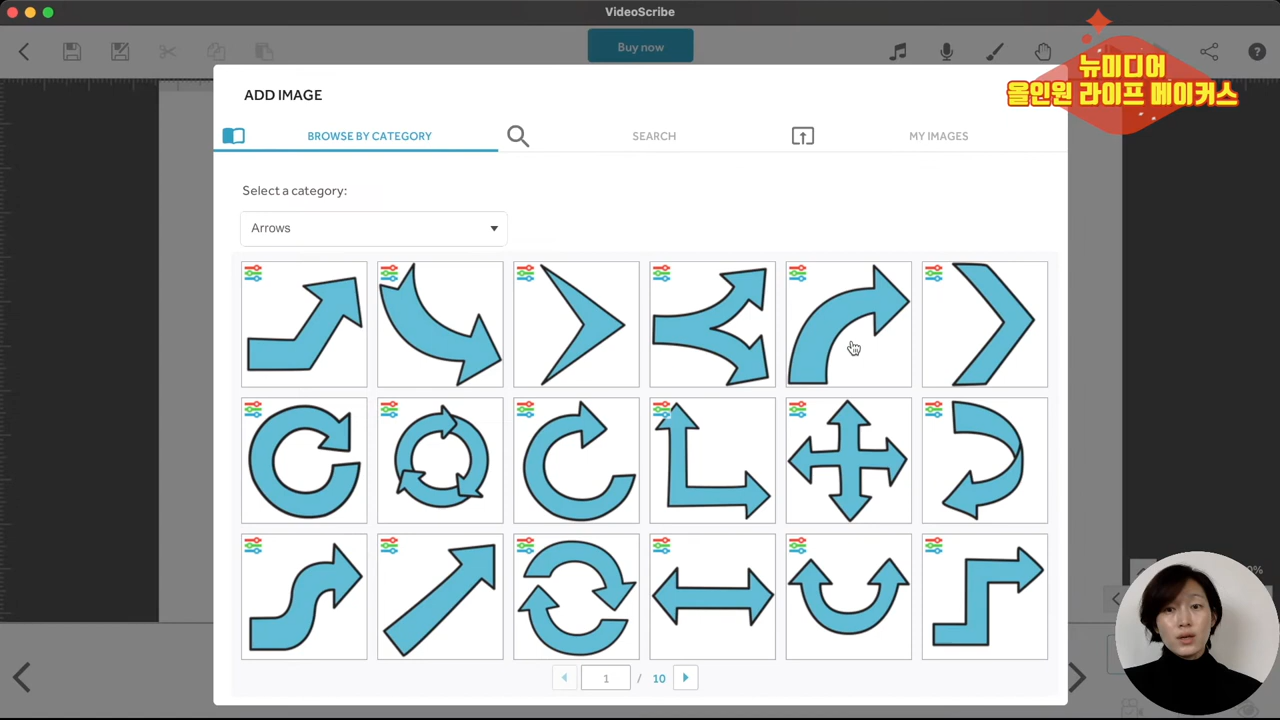 VideoScribe
Buy now
뉴미디어
올인원 라이프 메이커스
ADD IMAGE
BROWSE BY CATEGORY
SEARCH
MY IMAGES
Select a category:
Arrows
1 / 10